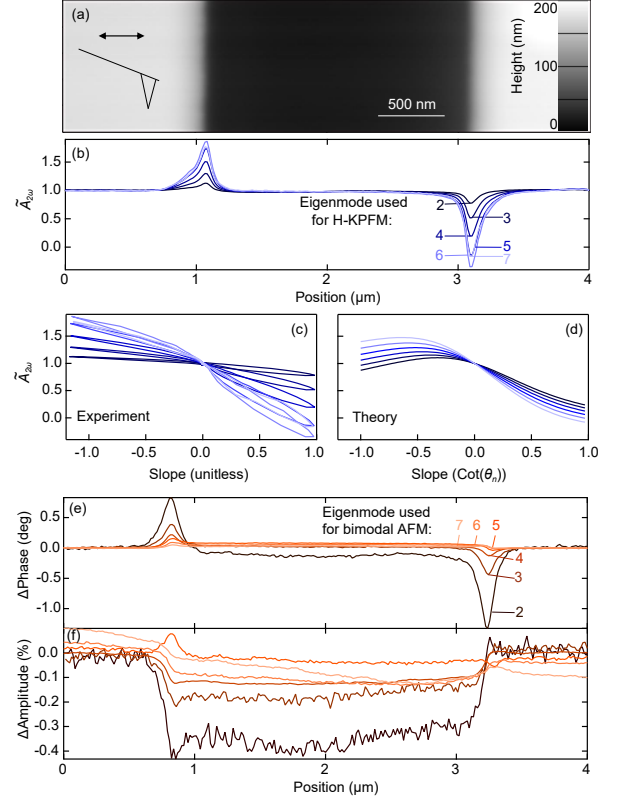 (a)
500 nm
Height (nm)
200
100
0
(b)
1.5
1.0
0.5
0.0
Ã2ω
Eigenmode used
for H-KPFM:
2
3
4
5
6
7
0
1
2
3
4
Position (µm)
(c)
1.5
1.0
0.5
0.0
Ã2ω
Experiment
-1.0
-0.5
0.0
0.5
1.0
Slope (unitless)
(d)
Theory
-1.0
-0.5
0.0
0.5
1.0
Slope (Cot(θn))
(e)
0.5
0.0
-0.5
-1.0
ΔPhase (deg)
Eigenmode used
for bimodal AFM:
7
6
5
4
3
2
(f)
0.0
-0.1
-0.2
-0.3
-0.4
ΔAmplitude (%)
0
1
2
3
4
Position (µm)